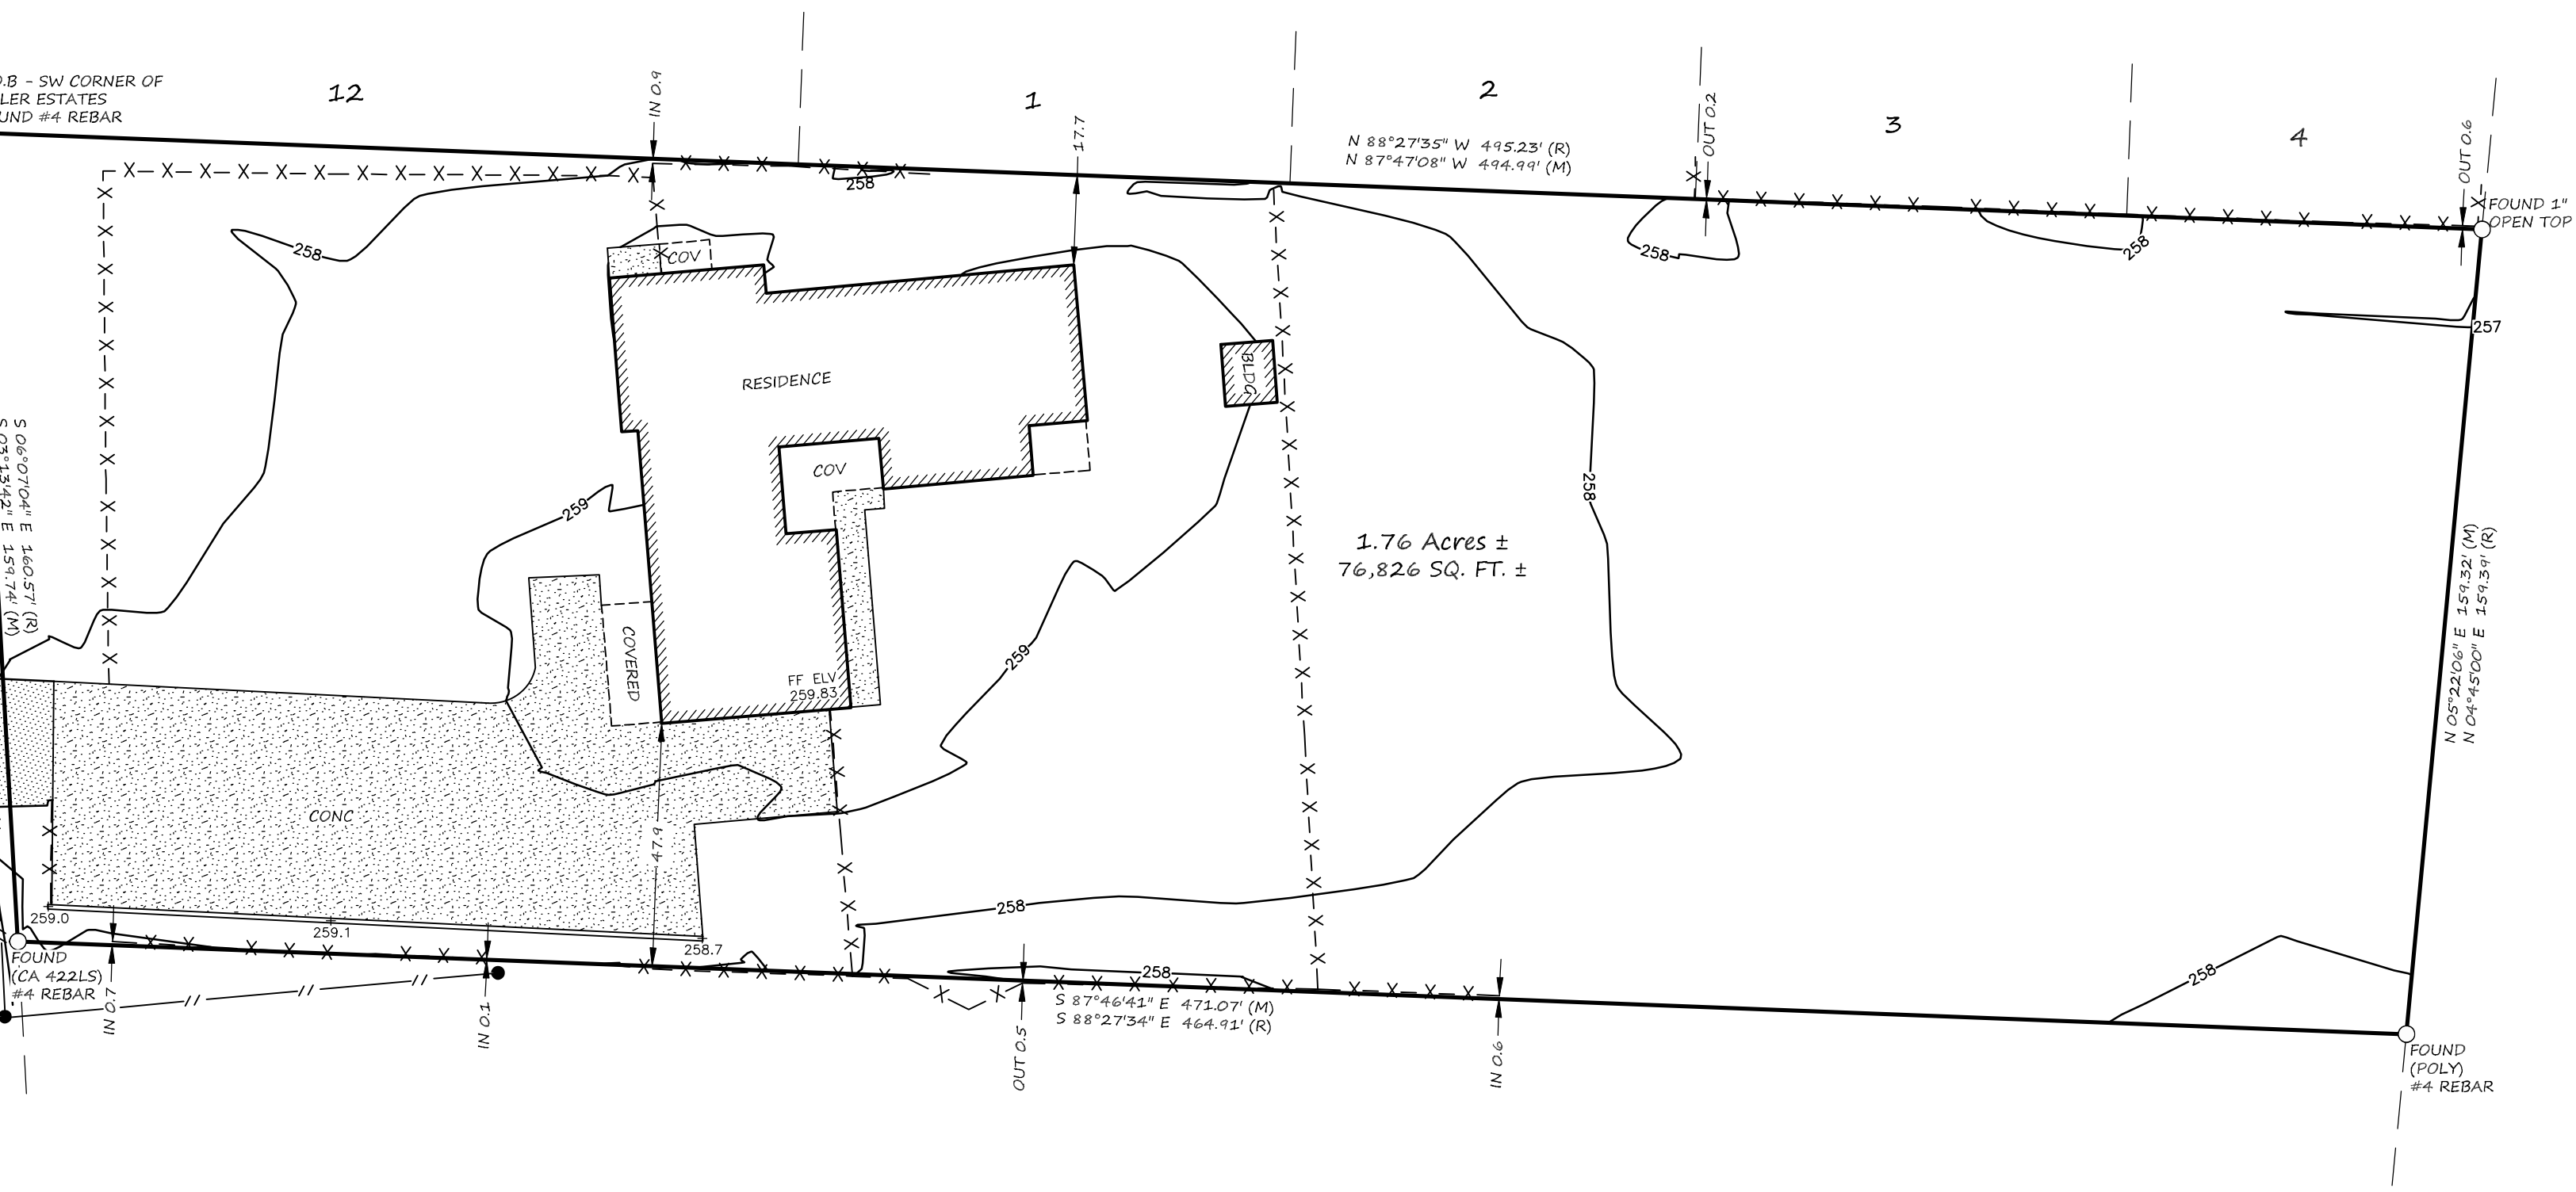 .B - SW CORNER OF
LER ESTATES
UND #4 REBAR
12
IN 0.9
1
17.7
2
OUT 0.2
3
4
OUT 0.6
N 88°27'35" W 495.23' (R)
N 87°47'08" W 494.99' (M)
FOUND 1"
OPEN TOP
258
258
258
258
257
COV
RESIDENCE
BLDG
COV
258
259
S 06°07'04" E 160.57' (R)
S 03°13'42" E 159.74' (M)
1.76 Acres ±
76,826 SQ. FT. ±
N 05°22'06" E 159.32' (M)
N 04°45'00" E 159.39' (R)
COVERED
259
FF ELV
259.83
CONC
47.9
258
259.0
259.1
258.7
FOUND
(CA 422LS)
#4 REBAR
IN 0.7
IN 0.1
258
S 87°46'41" E 471.07' (M)
S 88°27'34" E 464.91' (R)
OUT 0.5
IN 0.6
258
FOUND
(POLY)
#4 REBAR